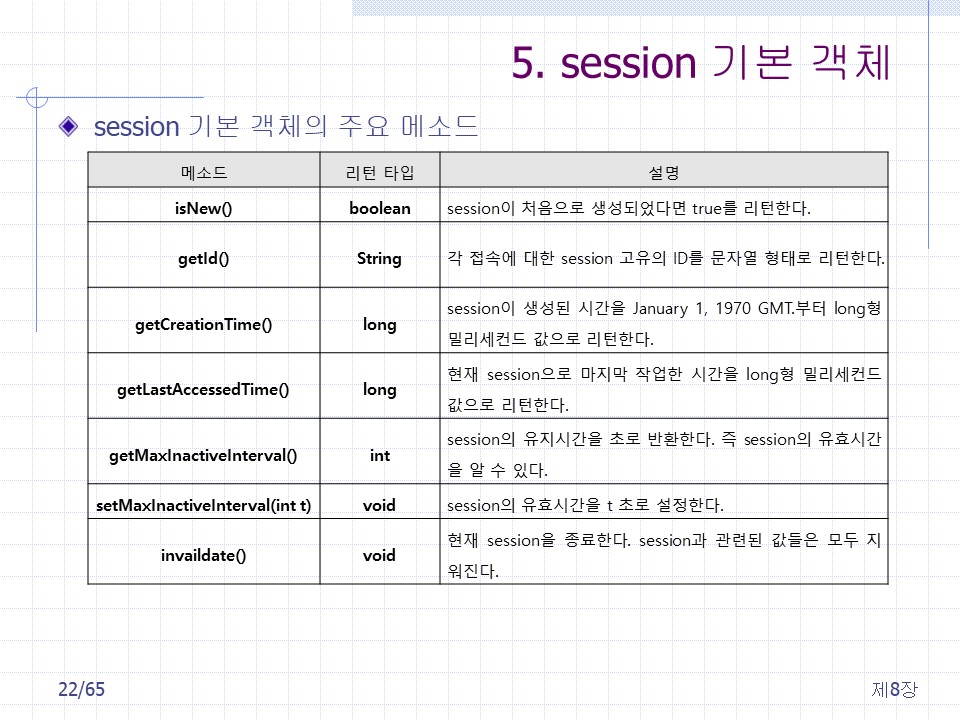 5. session 기본 객체
session 기본 객체의 주요 메소드
메소드 리턴 타입 설명
isNew() boolean session이 처음으로 생성되었다면 true를 리턴한다.
getId() String 각 접속에 대한 session 고유의 ID를 문자열 형태로 리턴한다.
getCreationTime() long session이 생성된 시간을 January 1, 1970 GMT.부터 long형
밀리세컨드 값으로 리턴한다.
getLastAccessedTime() long 현재 session으로 마지막 작업한 시간을 long형 밀리세컨드
값으로 리턴한다.
getMaxInactiveInterval() int session의 유지시간을 초로 반환한다. 즉 session의 유효시간
을 알 수 있다.
setMaxInactiveInterval(int t) void session의 유효시간을 t 초로 설정한다.
invaildate() void 현재 session을 종료한다. session과 관련된 값들은 모두 지
워진다.
22/65 제8장